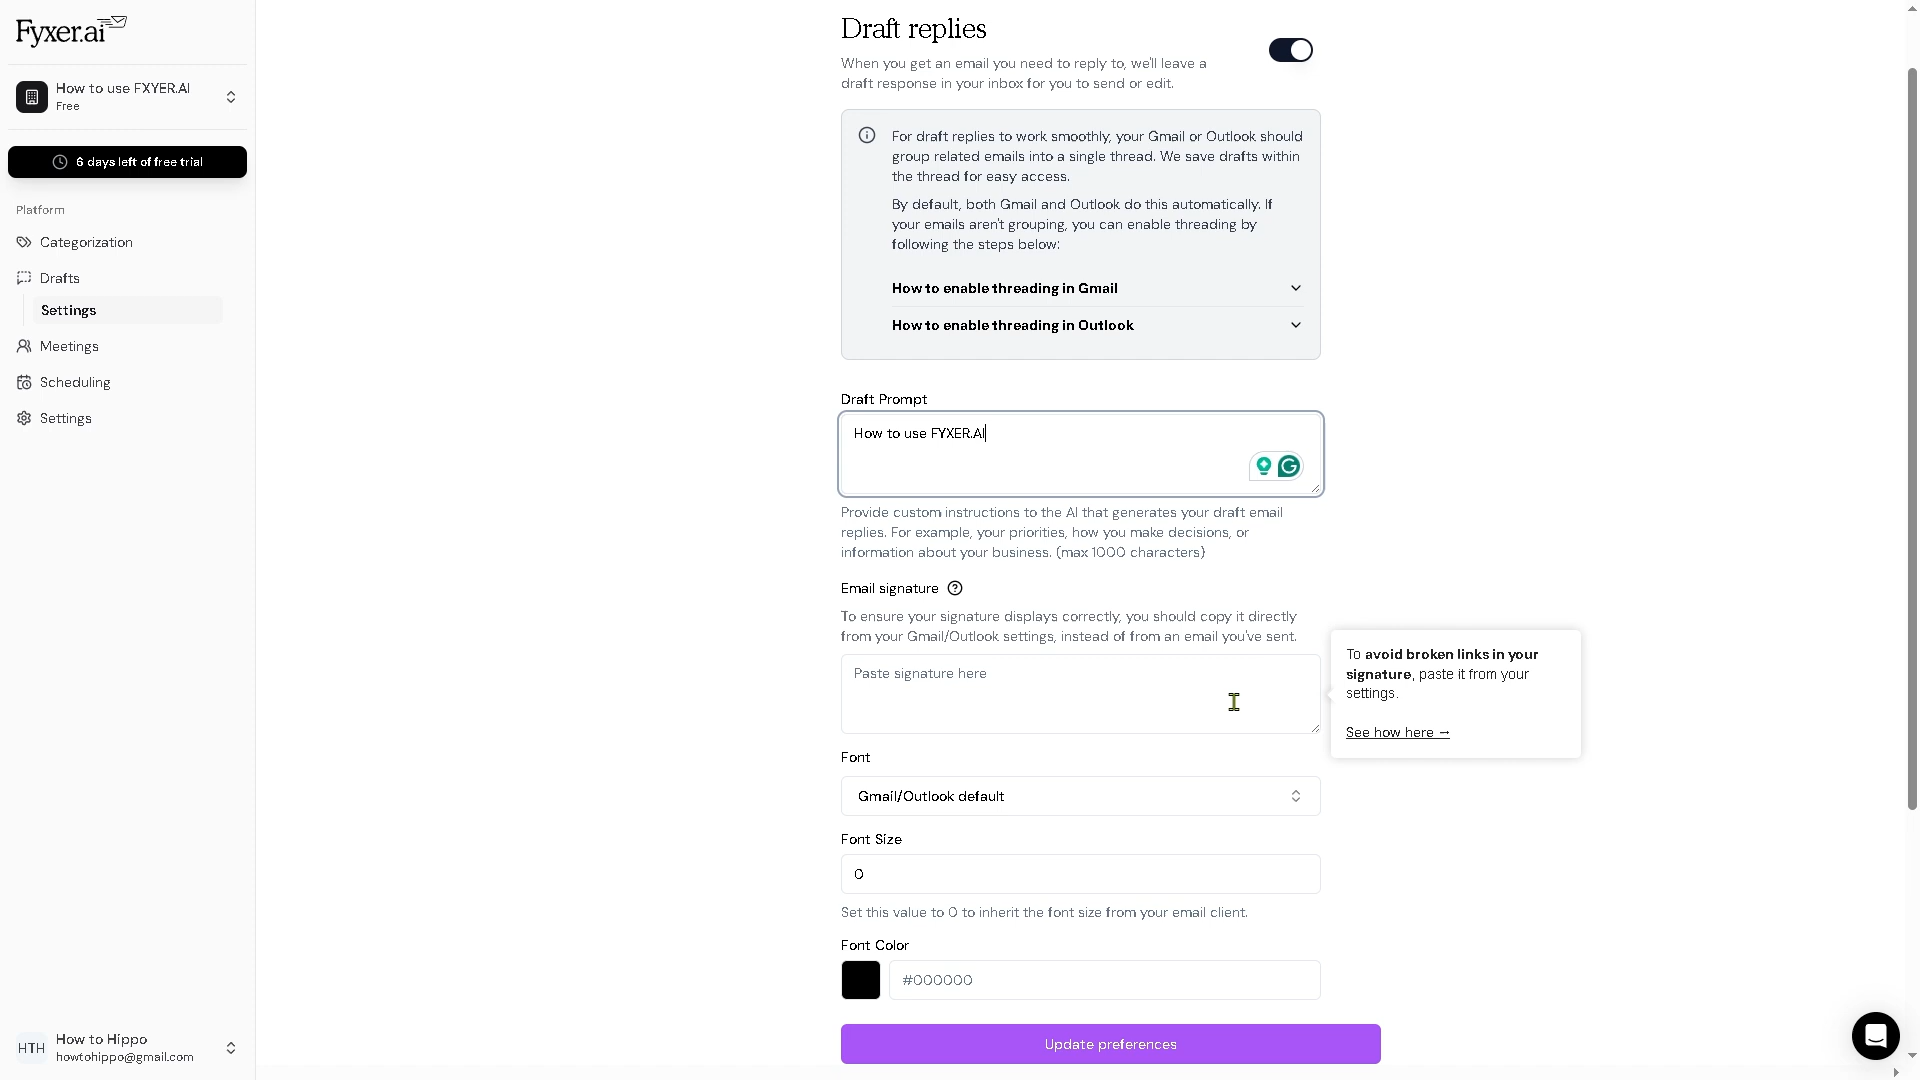 Fyxer.ai
How to use FXYER.AI
Free
6 days left of free trial
Platform
Categorization
Drafts
Settings
Meetings
Scheduling
Settings
How to Hippo
HTH
howtohippo@gmail.com
Draft replies
When you get an email you need to reply to, we'll leave a
draft response in your inbox for you to send or edit.
For draft replies to work smoothly, your Gmail or Outlook should
group related emails into a single thread. We save drafts within
the thread for easy access.
By default, both Gmail and Outlook do this automatically. If
your emails aren't grouping, you can enable threading by
following the steps below:
How to enable threading in Gmail
How to enable threading in Outlook
Draft Prompt
How to use FYXER.AI
Provide custom instructions to the AI that generates your draft email
replies. For example, your priorities, how you make decisions, or
information about your business. (max 1000 characters)
Email signature
To ensure your signature displays correctly, you should copy it directly
from your Gmail/Outlook settings, instead of from an email you've sent.
Paste signature here
To avoid broken links in your
signature, paste it from your
settings.
See how here →
Font
Gmail/Outlook default
Font Size
0
Set this value to 0 to inherit the font size from your email client.
Font Color
#000000
Update preferences